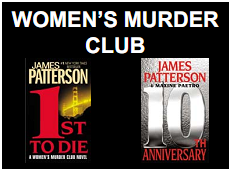 WOMEN’S MURDER
CLUB
JAMES
PATTERSON
1ST
TO DIE
A WOMEN'S MURDER CLUB NOVEL
JAMES
PATTERSON
& MAXINE PAETRO
10TH
ANNIVERSARY